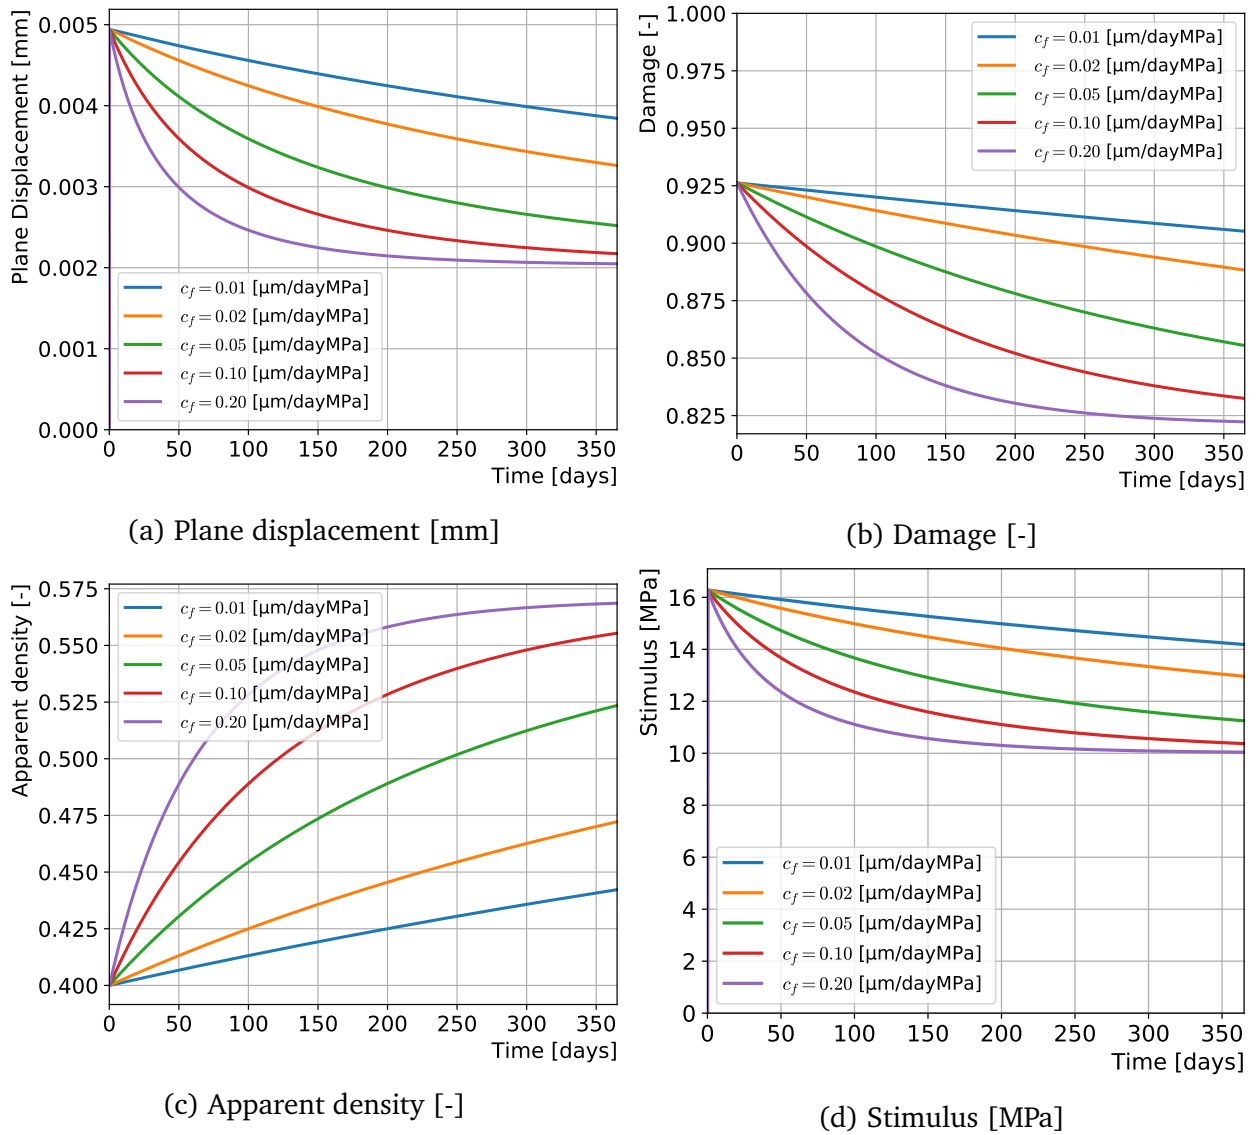 Plane Displacement [mm]
0.005
0.004
0.003
0.002
0.001
0.000
c_f = 0.01 [μm/dayMPa]
c_f = 0.02 [μm/dayMPa]
c_f = 0.05 [μm/dayMPa]
c_f = 0.10 [μm/dayMPa]
c_f = 0.20 [μm/dayMPa]
0 50 100 150 200 250 300 350
Time [days]
(a) Plane displacement [mm]
Damage [-]
1.000
0.975
0.950
0.925
0.900
0.875
0.850
0.825
c_f = 0.01 [μm/dayMPa]
c_f = 0.02 [μm/dayMPa]
c_f = 0.05 [μm/dayMPa]
c_f = 0.10 [μm/dayMPa]
c_f = 0.20 [μm/dayMPa]
0 50 100 150 200 250 300 350
Time [days]
(b) Damage [-]
Apparent density [-]
0.575
0.550
0.525
0.500
0.475
0.450
0.425
0.400
c_f = 0.01 [μm/dayMPa]
c_f = 0.02 [μm/dayMPa]
c_f = 0.05 [μm/dayMPa]
c_f = 0.10 [μm/dayMPa]
c_f = 0.20 [μm/dayMPa]
0 50 100 150 200 250 300 350
Time [days]
(c) Apparent density [-]
Stimulus [MPa]
16
14
12
10
8
6
4
2
0
c_f = 0.01 [μm/dayMPa]
c_f = 0.02 [μm/dayMPa]
c_f = 0.05 [μm/dayMPa]
c_f = 0.10 [μm/dayMPa]
c_f = 0.20 [μm/dayMPa]
0 50 100 150 200 250 300 350
Time [days]
(d) Stimulus [MPa]